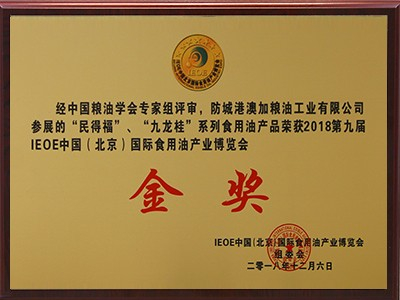 IEOE
经中国粮油学会专家组评审，防城港澳加粮油工业有限公司
参展的“民得福”、“九龙桂”系列食用油产品荣获2018第九届
IEOE中国（北京）国际食用油产业博览会
金奖
IEOE中国(北京)国际食用油产业博览会
组委会
二零一八年十二月六日